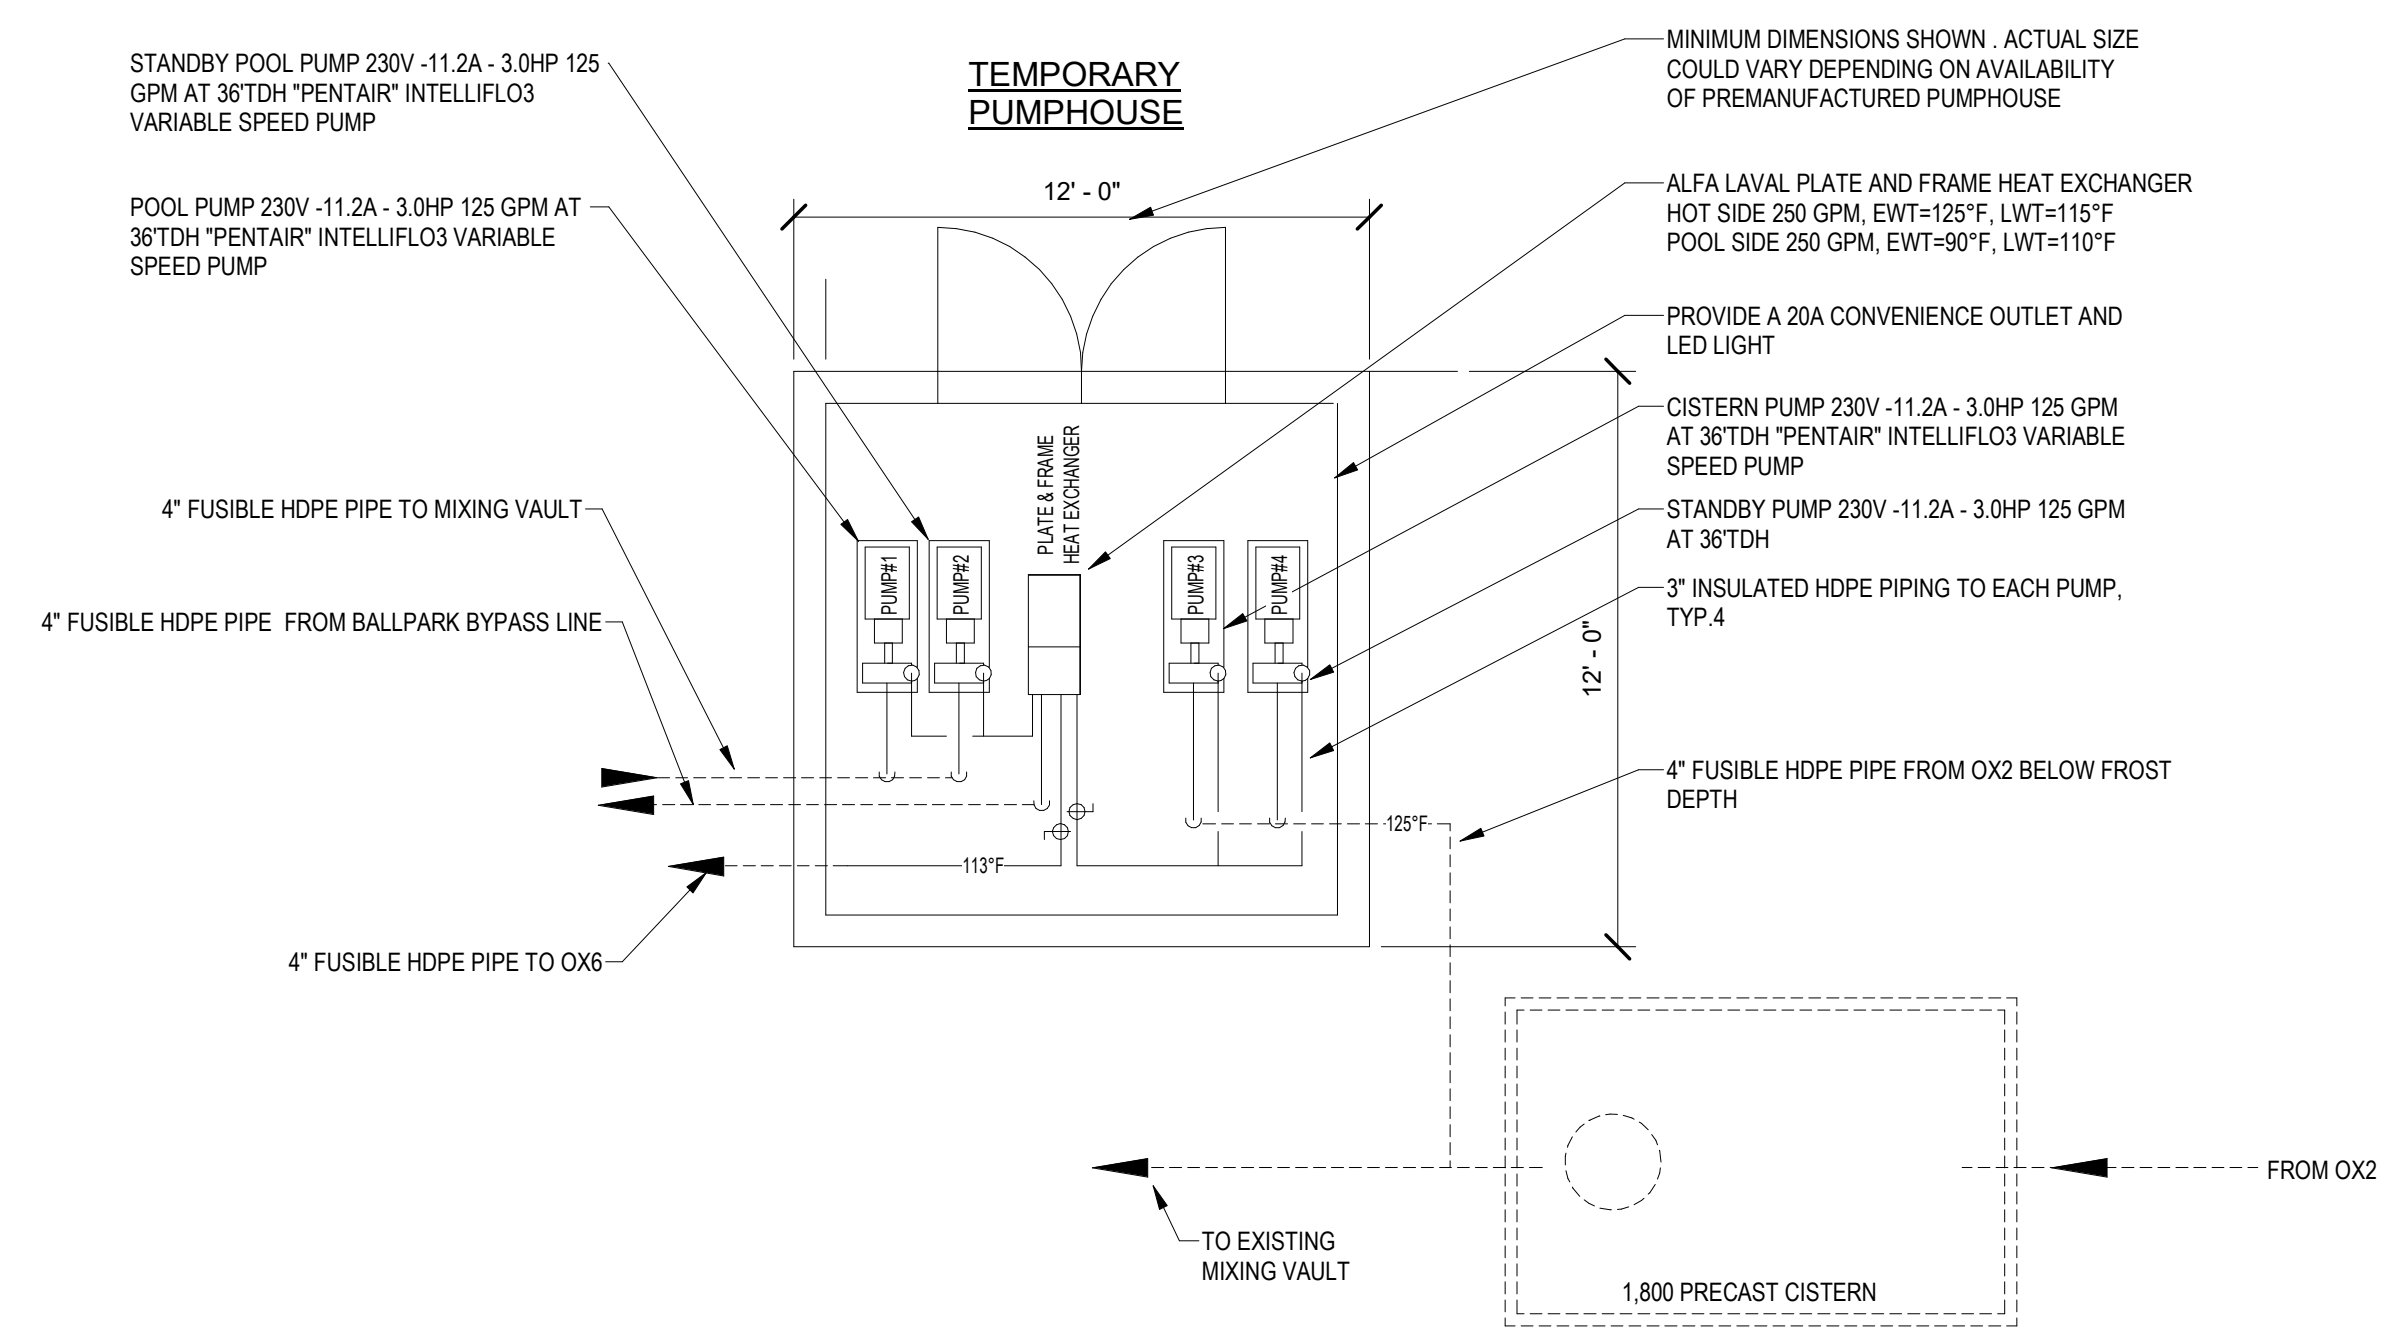 TEMPORARY
PUMPHOUSE
STANDBY POOL PUMP 230V -11.2A - 3.0HP 125
GPM AT 36'TDH "PENTAIR" INTELLIFLO3
VARIABLE SPEED PUMP
POOL PUMP 230V -11.2A - 3.0HP 125 GPM AT
36'TDH "PENTAIR" INTELLIFLO3 VARIABLE
SPEED PUMP
4" FUSIBLE HDPE PIPE TO MIXING VAULT
4" FUSIBLE HDPE PIPE  FROM BALLPARK BYPASS LINE
4" FUSIBLE HDPE PIPE TO OX6
12' - 0"
PLATE & FRAME
HEAT EXCHANGER
PUMP#1
PUMP#2
PUMP#3
PUMP#4
113°F
125°F
12' - 0"
MINIMUM DIMENSIONS SHOWN . ACTUAL SIZE
COULD VARY DEPENDING ON AVAILABILITY
OF PREMANUFACTURED PUMPHOUSE
ALFA LAVAL PLATE AND FRAME HEAT EXCHANGER
HOT SIDE 250 GPM, EWT=125°F, LWT=115°F
POOL SIDE 250 GPM, EWT=90°F, LWT=110°F
PROVIDE A 20A CONVENIENCE OUTLET AND
LED LIGHT
CISTERN PUMP 230V -11.2A - 3.0HP 125 GPM
AT 36'TDH "PENTAIR" INTELLIFLO3 VARIABLE
SPEED PUMP
STANDBY PUMP 230V -11.2A - 3.0HP 125 GPM
AT 36'TDH
3" INSULATED HDPE PIPING TO EACH PUMP,
TYP.4
4" FUSIBLE HDPE PIPE FROM OX2 BELOW FROST
DEPTH
FROM OX2
TO EXISTING
MIXING VAULT
1,800 PRECAST CISTERN